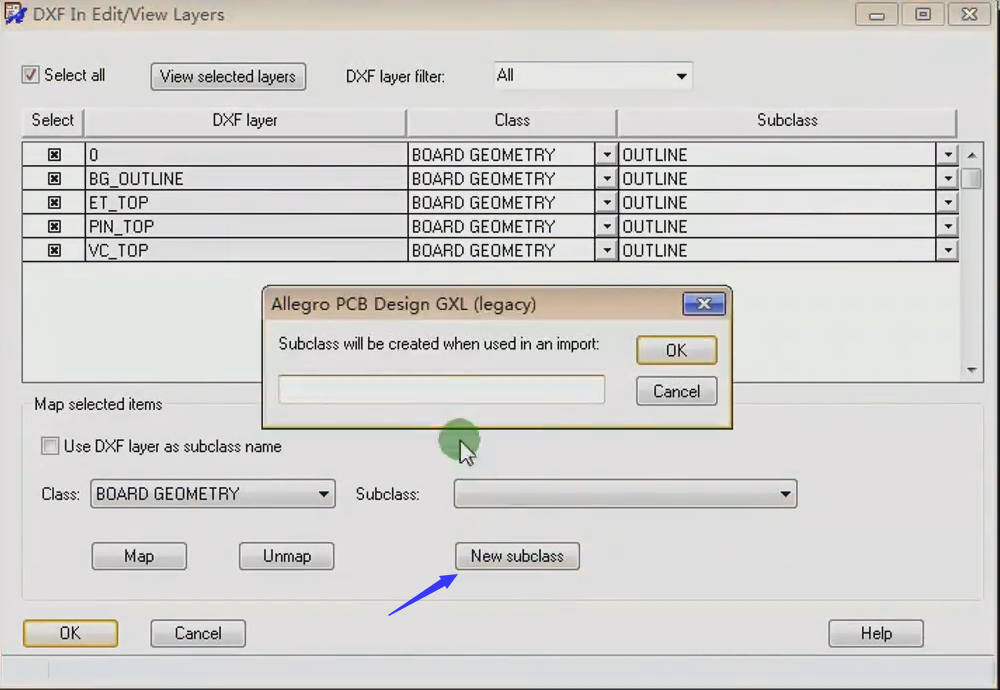 DXF In Edit/View Layers
Select all
View selected layers
DXF layer filter:
All
Select DXF layer Class Subclass
0 BOARD GEOMETRY OUTLINE
BG_OUTLINE BOARD GEOMETRY OUTLINE
ET_TOP BOARD GEOMETRY OUTLINE
PIN_TOP BOARD GEOMETRY OUTLINE
VC_TOP BOARD GEOMETRY OUTLINE
Allegro PCB Design GXL (legacy)
Subclass will be created when used in an import:
OK
Cancel
Map selected items
Use DXF layer as subclass name
Class: BOARD GEOMETRY Subclass:
Map Unmap New subclass
OK Cancel Help